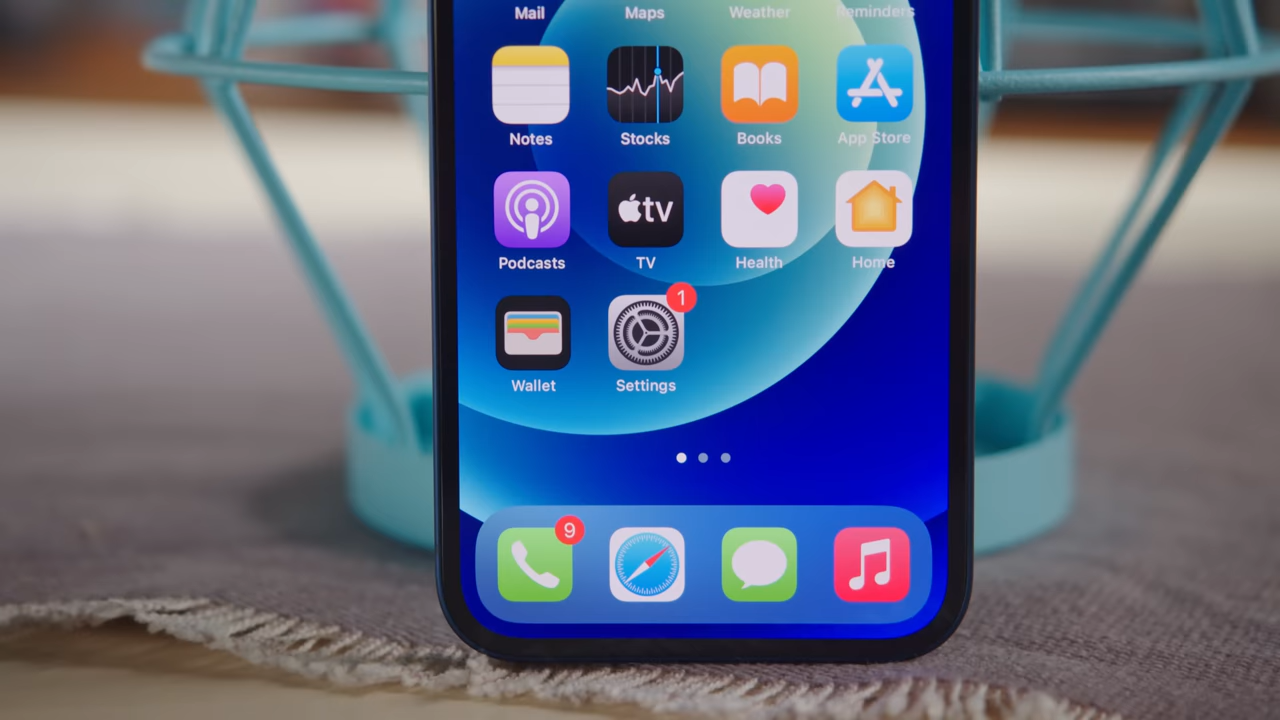 Mail Maps Weather Reminders
Notes Stocks Books App Store
tv
Podcasts TV Health Home
1
Wallet Settings
9